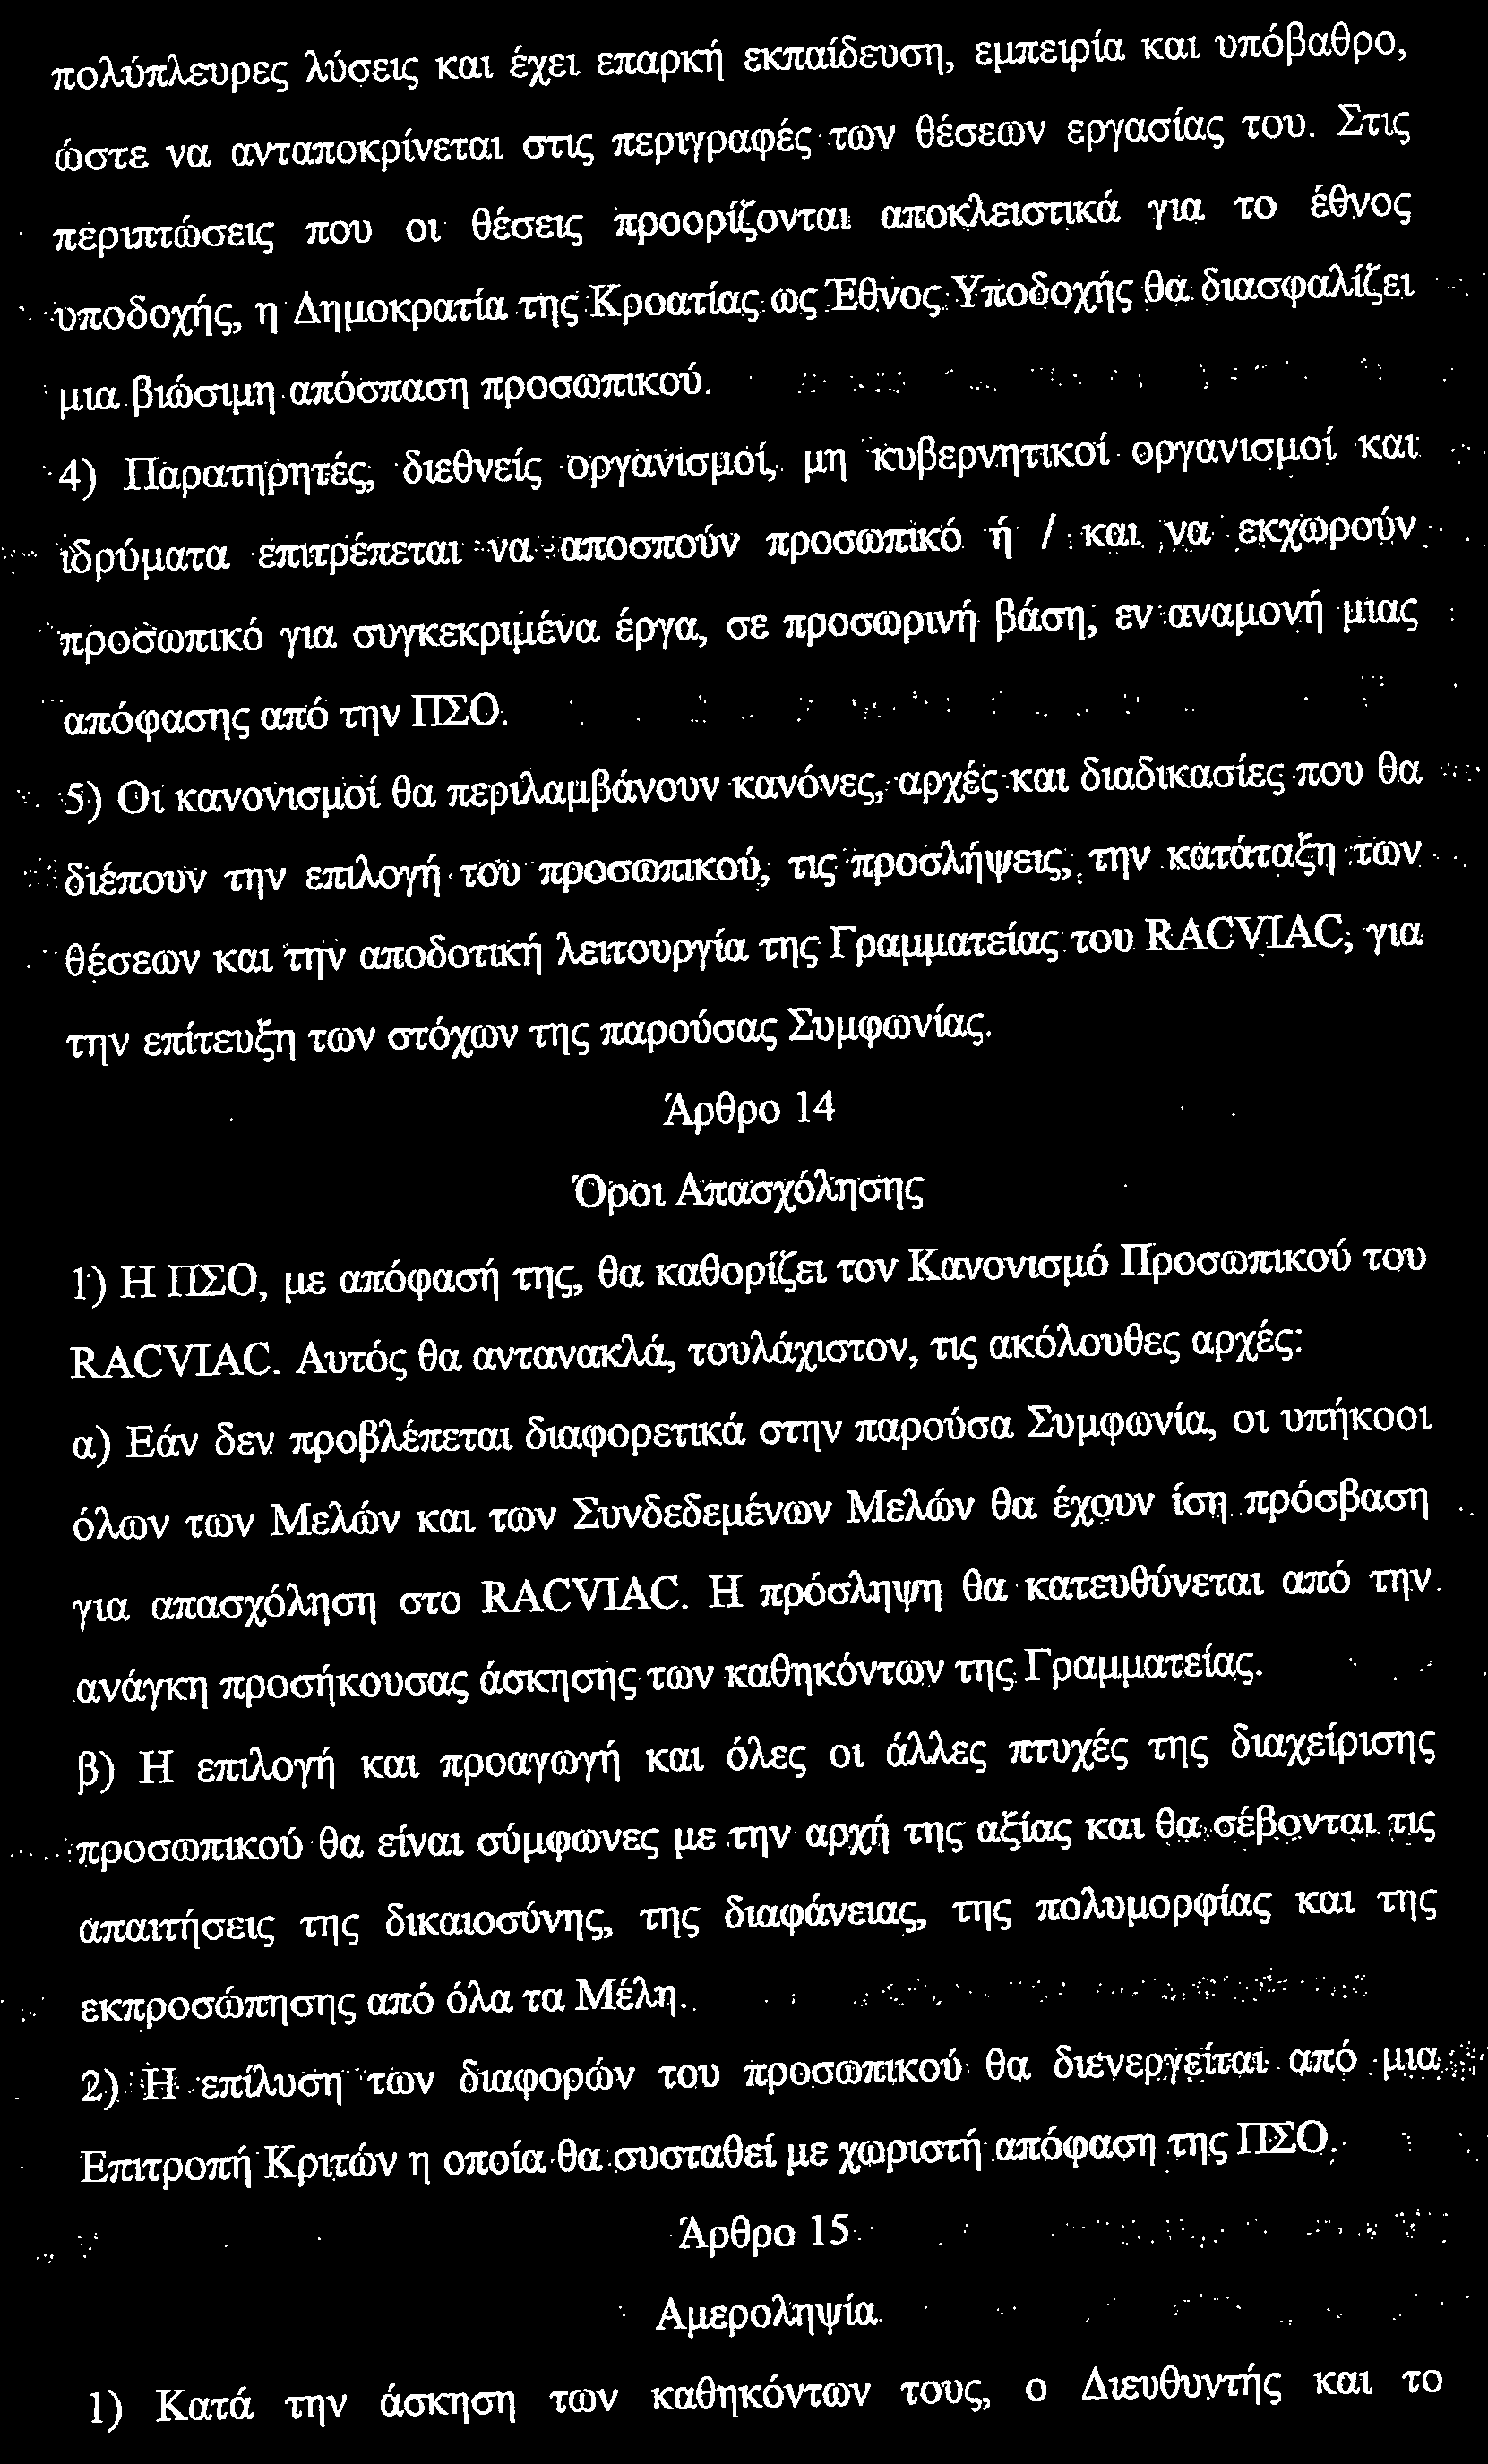 πολύπλευρες λύσεις και έχει επαρκή εκπαίδευση, εμπειρία και υπόβαθρο,
ώστε να ανταποκρίνεται στις περιγραφές των θέσεων εργασίας του. Στις
περιπτώσεις που οι θέσεις προορίζονται αποκλειστικά για το έθνος
υποδοχής, η Δημοκρατία της Κροατίας ως Έθνος Υποδοχής θα διασφαλίζει
μια βιώσιμη απόσπαση προσωπικού.
4) Παρατηρητές, διεθνείς οργανισμοί, μη κυβερνητικοί οργανισμοί και
ιδρύματα επιτρέπεται να αποσπούν προσωπικό ή / και να εκχωρούν
προσωπικό για συγκεκριμένα έργα, σε προσωρινή βάση, εν αναμονή μιας
απόφασης από την ΠΣΟ.
5) Οι κανονισμοί θα περιλαμβάνουν κανόνες, αρχές και διαδικασίες που θα
διέπουν την επιλογή του προσωπικού, τις προσλήψεις, την κατάταξη των
θέσεων και την αποδοτική λειτουργία της Γραμματείας του RACVIAC, για
την επίτευξη των στόχων της παρούσας Συμφωνίας.
Άρθρο 14
Όροι Απασχόλησης
1) Η ΠΣΟ, με απόφασή της, θα καθορίζει τον Κανονισμό Προσωπικού του
RACVIAC. Αυτός θα αντανακλά, τουλάχιστον, τις ακόλουθες αρχές:
α) Εάν δεν προβλέπεται διαφορετικά στην παρούσα Συμφωνία, οι υπήκοοι
όλων των Μελών και των Συνδεδεμένων Μελών θα έχουν ίση πρόσβαση
για απασχόληση στο RACVIAC. Η πρόσληψη θα κατευθύνεται από την
ανάγκη προσήκουσας άσκησης των καθηκόντων της Γραμματείας.
β) Η επιλογή και προαγωγή και όλες οι άλλες πτυχές της διαχείρισης
προσωπικού θα είναι σύμφωνες με την αρχή της αξίας και θα σέβονται τις
απαιτήσεις της δικαιοσύνης, της διαφάνειας, της πολυμορφίας και της
εκπροσώπησης από όλα τα Μέλη.
2) Η επίλυση των διαφορών του προσωπικού θα διενεργείται από μια
Επιτροπή Κριτών η οποία θα συσταθεί με χωριστή απόφαση της ΠΣΟ.
Άρθρο 15
Αμεροληψία
1) Κατά την άσκηση των καθηκόντων τους, ο Διευθυντής και το